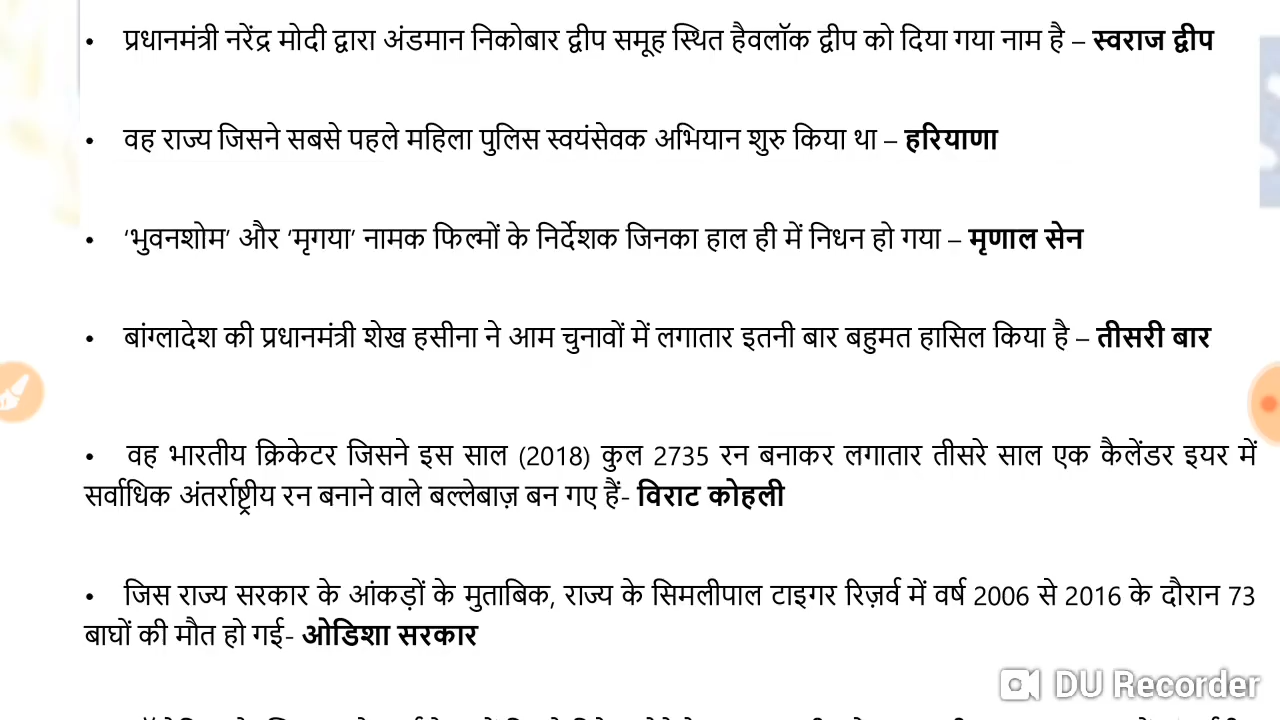 • प्रधानमंत्री नरेंद्र मोदी द्वारा अंडमान निकोबार द्वीप समूह स्थित हैवलॉक द्वीप को दिया गया नाम है – स्वराज द्वीप
• वह राज्य जिसने सबसे पहले महिला पुलिस स्वयंसेवक अभियान शुरु किया था – हरियाणा
• ‘भुवनशोम’ और ‘मृगया’ नामक फिल्मों के निर्देशक जिनका हाल ही में निधन हो गया – मृणाल सेन
• बांग्लादेश की प्रधानमंत्री शेख हसीना ने आम चुनावों में लगातार इतनी बार बहुमत हासिल किया है – तीसरी बार
• वह भारतीय क्रिकेटर जिसने इस साल (2018) कुल 2735 रन बनाकर लगातार तीसरे साल एक कैलेंडर इयर में
सर्वाधिक अंतर्राष्ट्रीय रन बनाने वाले बल्लेबाज़ बन गए हैं- विराट कोहली
• जिस राज्य सरकार के आंकड़ों के मुताबिक, राज्य के सिमलीपाल टाइगर रिज़र्व में वर्ष 2006 से 2016 के दौरान 73
बाघों की मौत हो गई- ओडिशा सरकार
DU Recorder